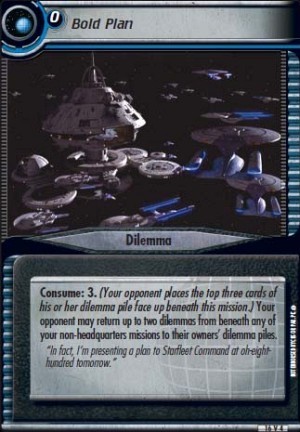 0
Bold Plan
Dilemma
Consume: 3. (Your opponent places the top three cards of
his or her dilemma pile face up beneath this mission.) Your
opponent may return up to two dilemmas from beneath any of
your non-headquarters missions to their owners' dilemma piles.
"In fact, I'm presenting a plan to Starfleet Command at oh-eight-
hundred tomorrow."
16 V 4